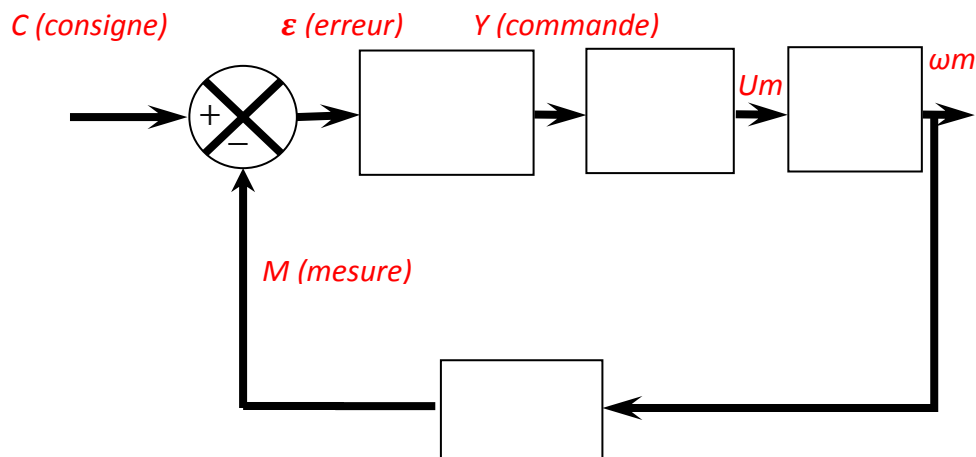 C (consigne)
ε (erreur)
Y (commande)
ωm
Um
+
−
M (mesure)